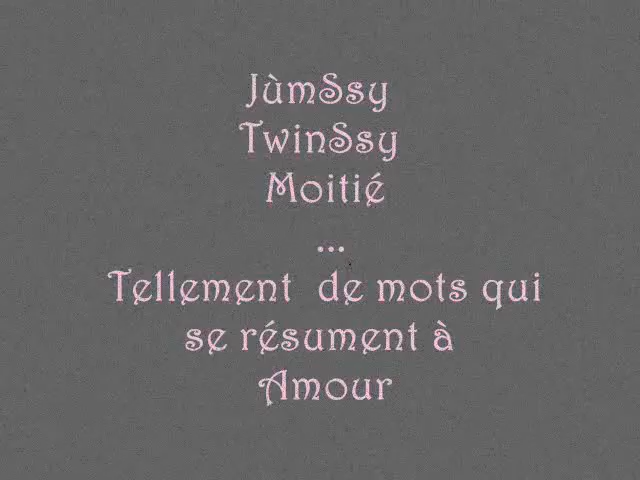 JùmSsy
TwinSsy
Moitié
...
Tellement de mots qui
se résument à
Amour